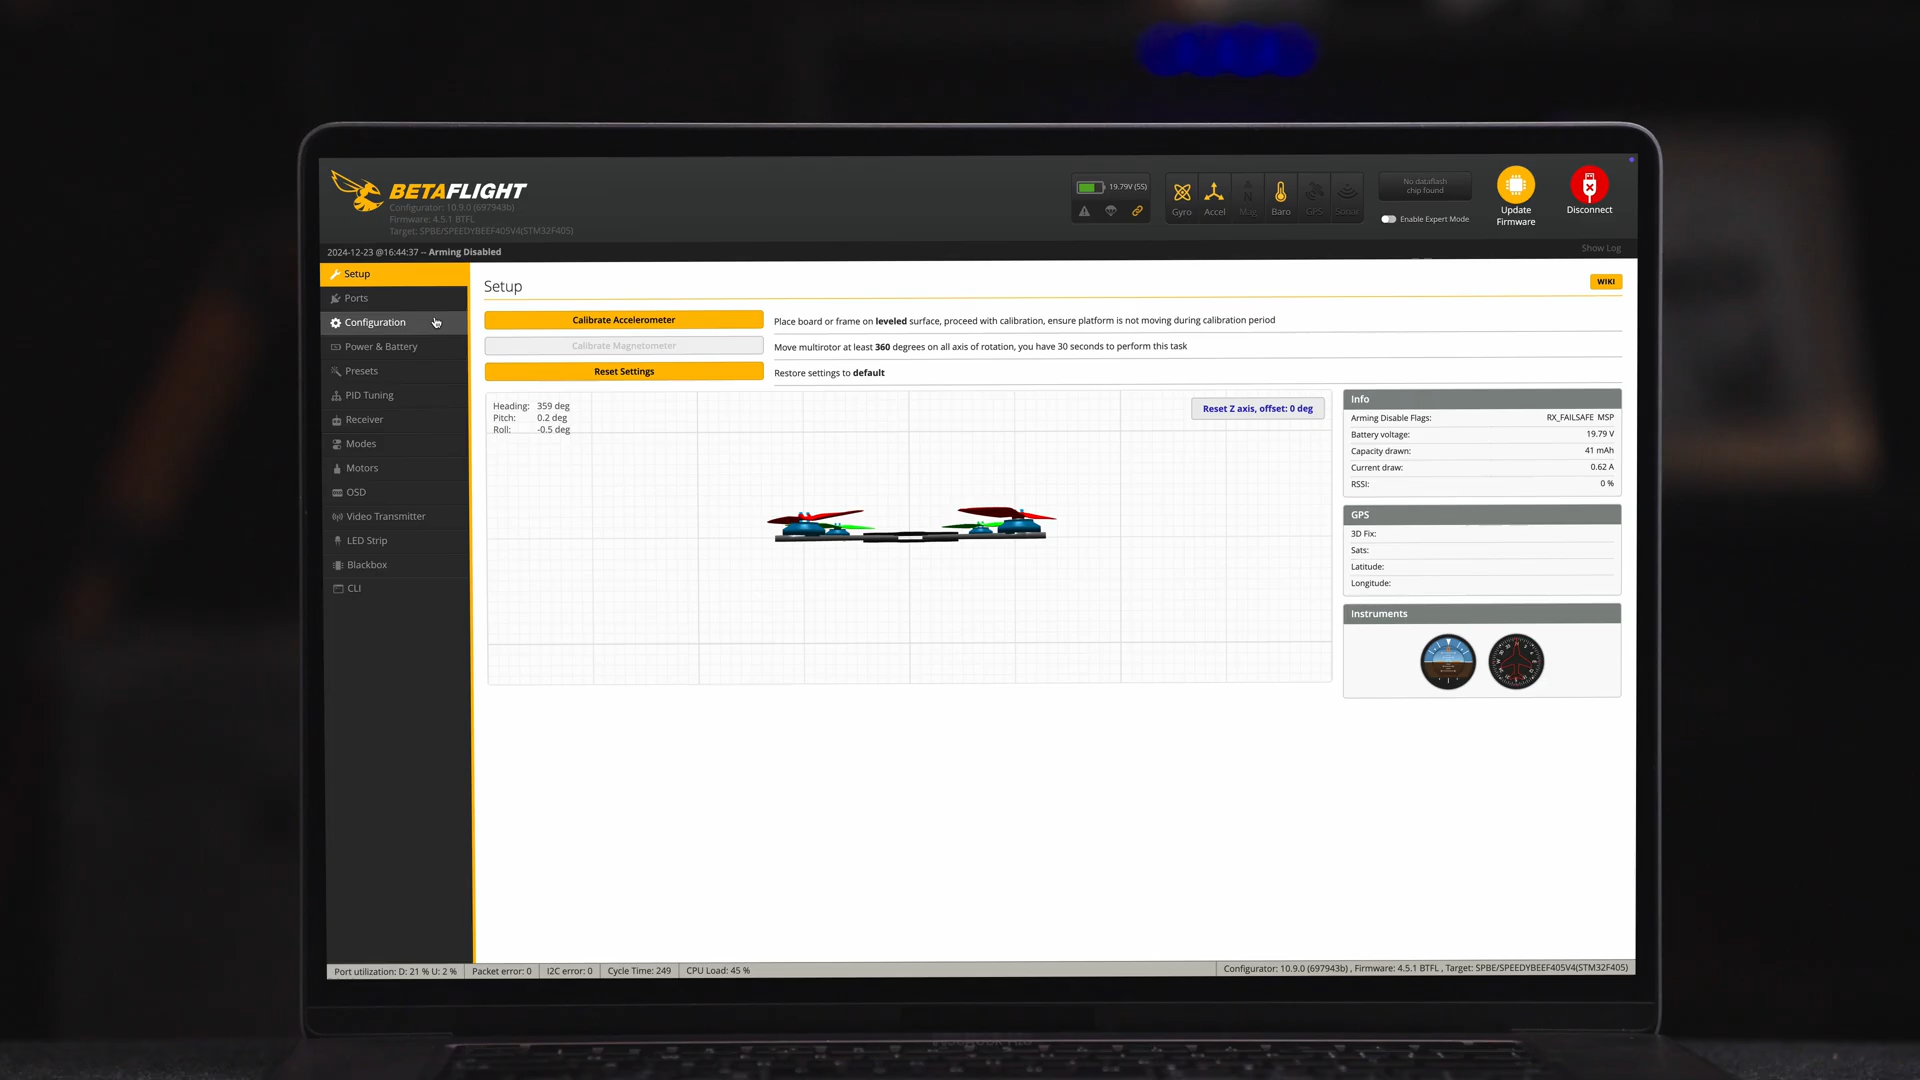 BETAFLIGHT
Configurator: 10.9.0 (697943b)
Firmware: 4.5.1 BTFL
Target: SPBE/SPEEDYBEEF405V4(STM32F405)
19.79V (5S)
Gyro
Accel
Mag
Baro
GPS
Sonar
No dataflash
chip found
Enable Expert Mode
Update
Firmware
Disconnect
2024-12-23 @16:44:37 -- Arming Disabled
Show Log
Setup
Ports
Configuration
Power & Battery
Presets
PID Tuning
Receiver
Modes
Motors
OSD
Video Transmitter
LED Strip
Blackbox
CLI
Setup
WIKI
Calibrate Accelerometer
Place board or frame on leveled surface, proceed with calibration, ensure platform is not moving during calibration period
Calibrate Magnetometer
Move multirotor at least 360 degrees on all axis of rotation, you have 30 seconds to perform this task
Reset Settings
Restore settings to default
Heading: 359 deg
Pitch: 0.2 deg
Roll: -0.5 deg
Reset Z axis, offset: 0 deg
Info
Arming Disable Flags: RX_FAILSAFE MSP
Battery voltage: 19.79 V
Capacity drawn: 41 mAh
Current draw: 0.62 A
RSSI: 0 %
GPS
3D Fix:
Sats:
Latitude:
Longitude:
Instruments
Port utilization: D: 21 % U: 2 %
Packet error: 0
I2C error: 0
Cycle Time: 249
CPU Load: 45 %
Configurator: 10.9.0 (697943b) , Firmware: 4.5.1 BTFL , Target: SPBE/SPEEDYBEEF405V4(STM32F405)